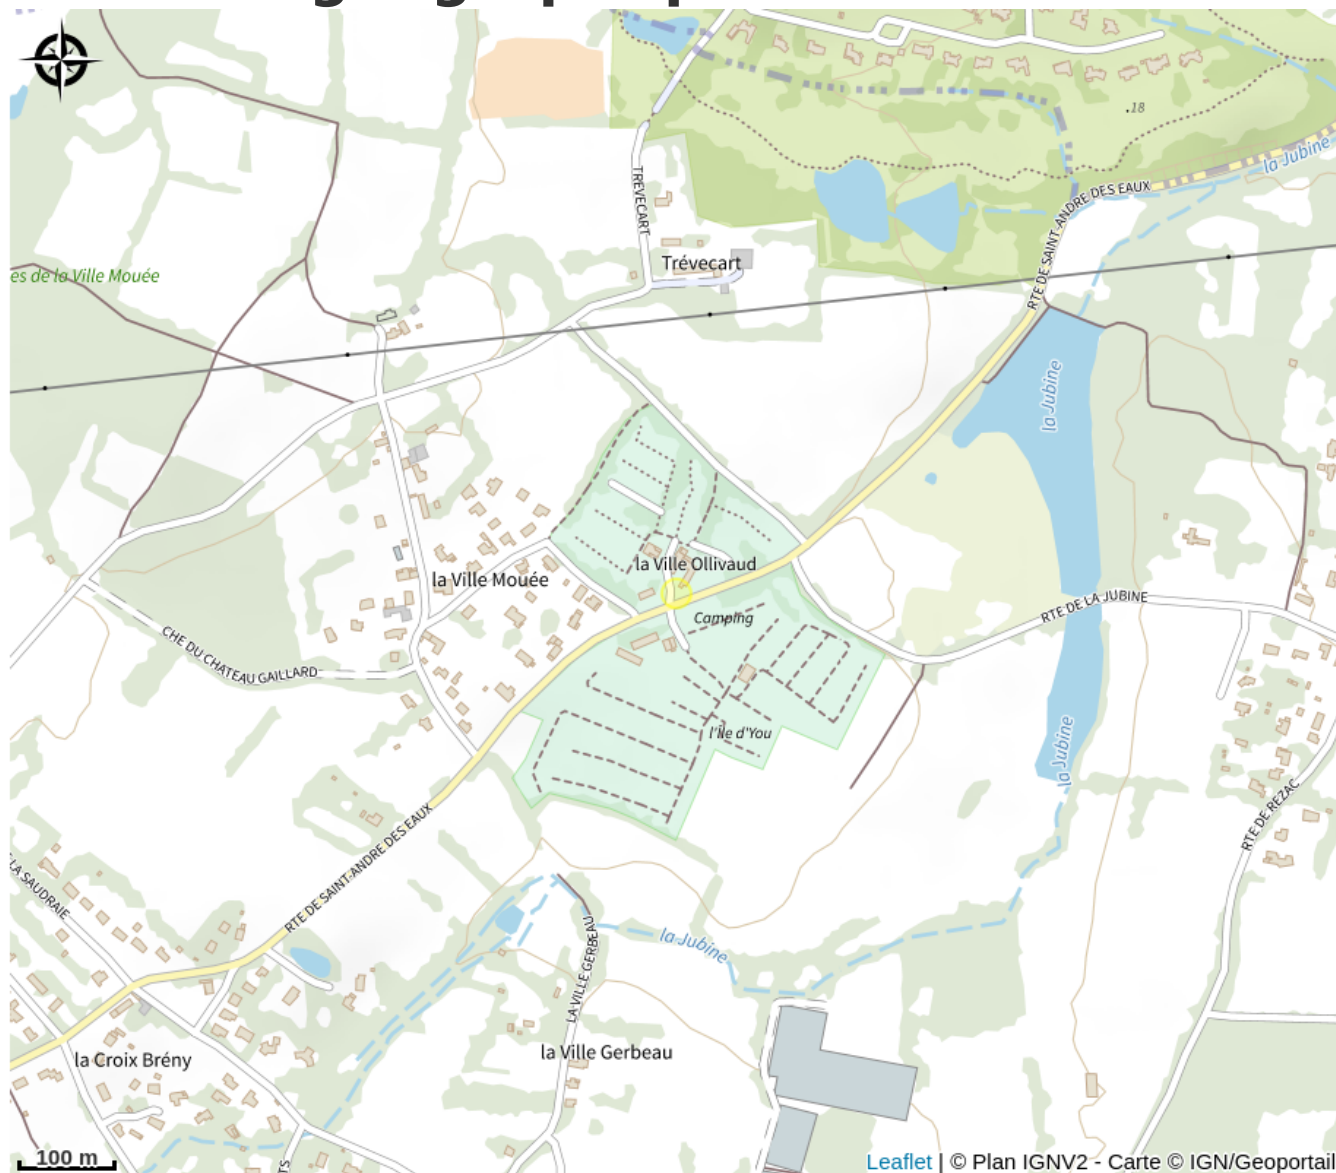 .18
la Jubine
RTE DE SAINT-ANDRE DES EAUX
TREVECART
Trévecart
es de la Ville Mouée
la Jubine
la Ville Ollivaud
la Ville Mouée
Camping
RTE DE LA JUBINE
CHE DU CHATEAU GAILLARD
l'Île d'You
la Jubine
RTE DE REZAC
RTE DE SAINT-ANDRE DES EAUX
LA SAUDRAIE
la Jubine
LA VILLE GERBEAU
la Ville Gerbeau
la Croix Brény
100 m
Leaflet | © Plan IGNV2 - Carte © IGN/Geoportail